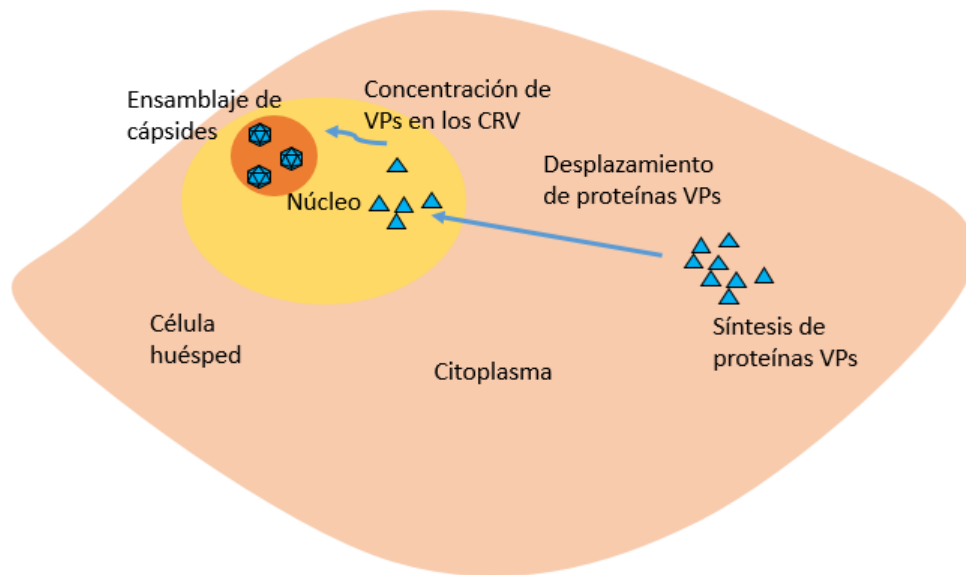 Ensamblaje de
cápsides
Concentración de
VPs en los CRV
Desplazamiento
de proteínas VPs
Núcleo
Síntesis de
proteínas VPs
Célula
huésped
Citoplasma